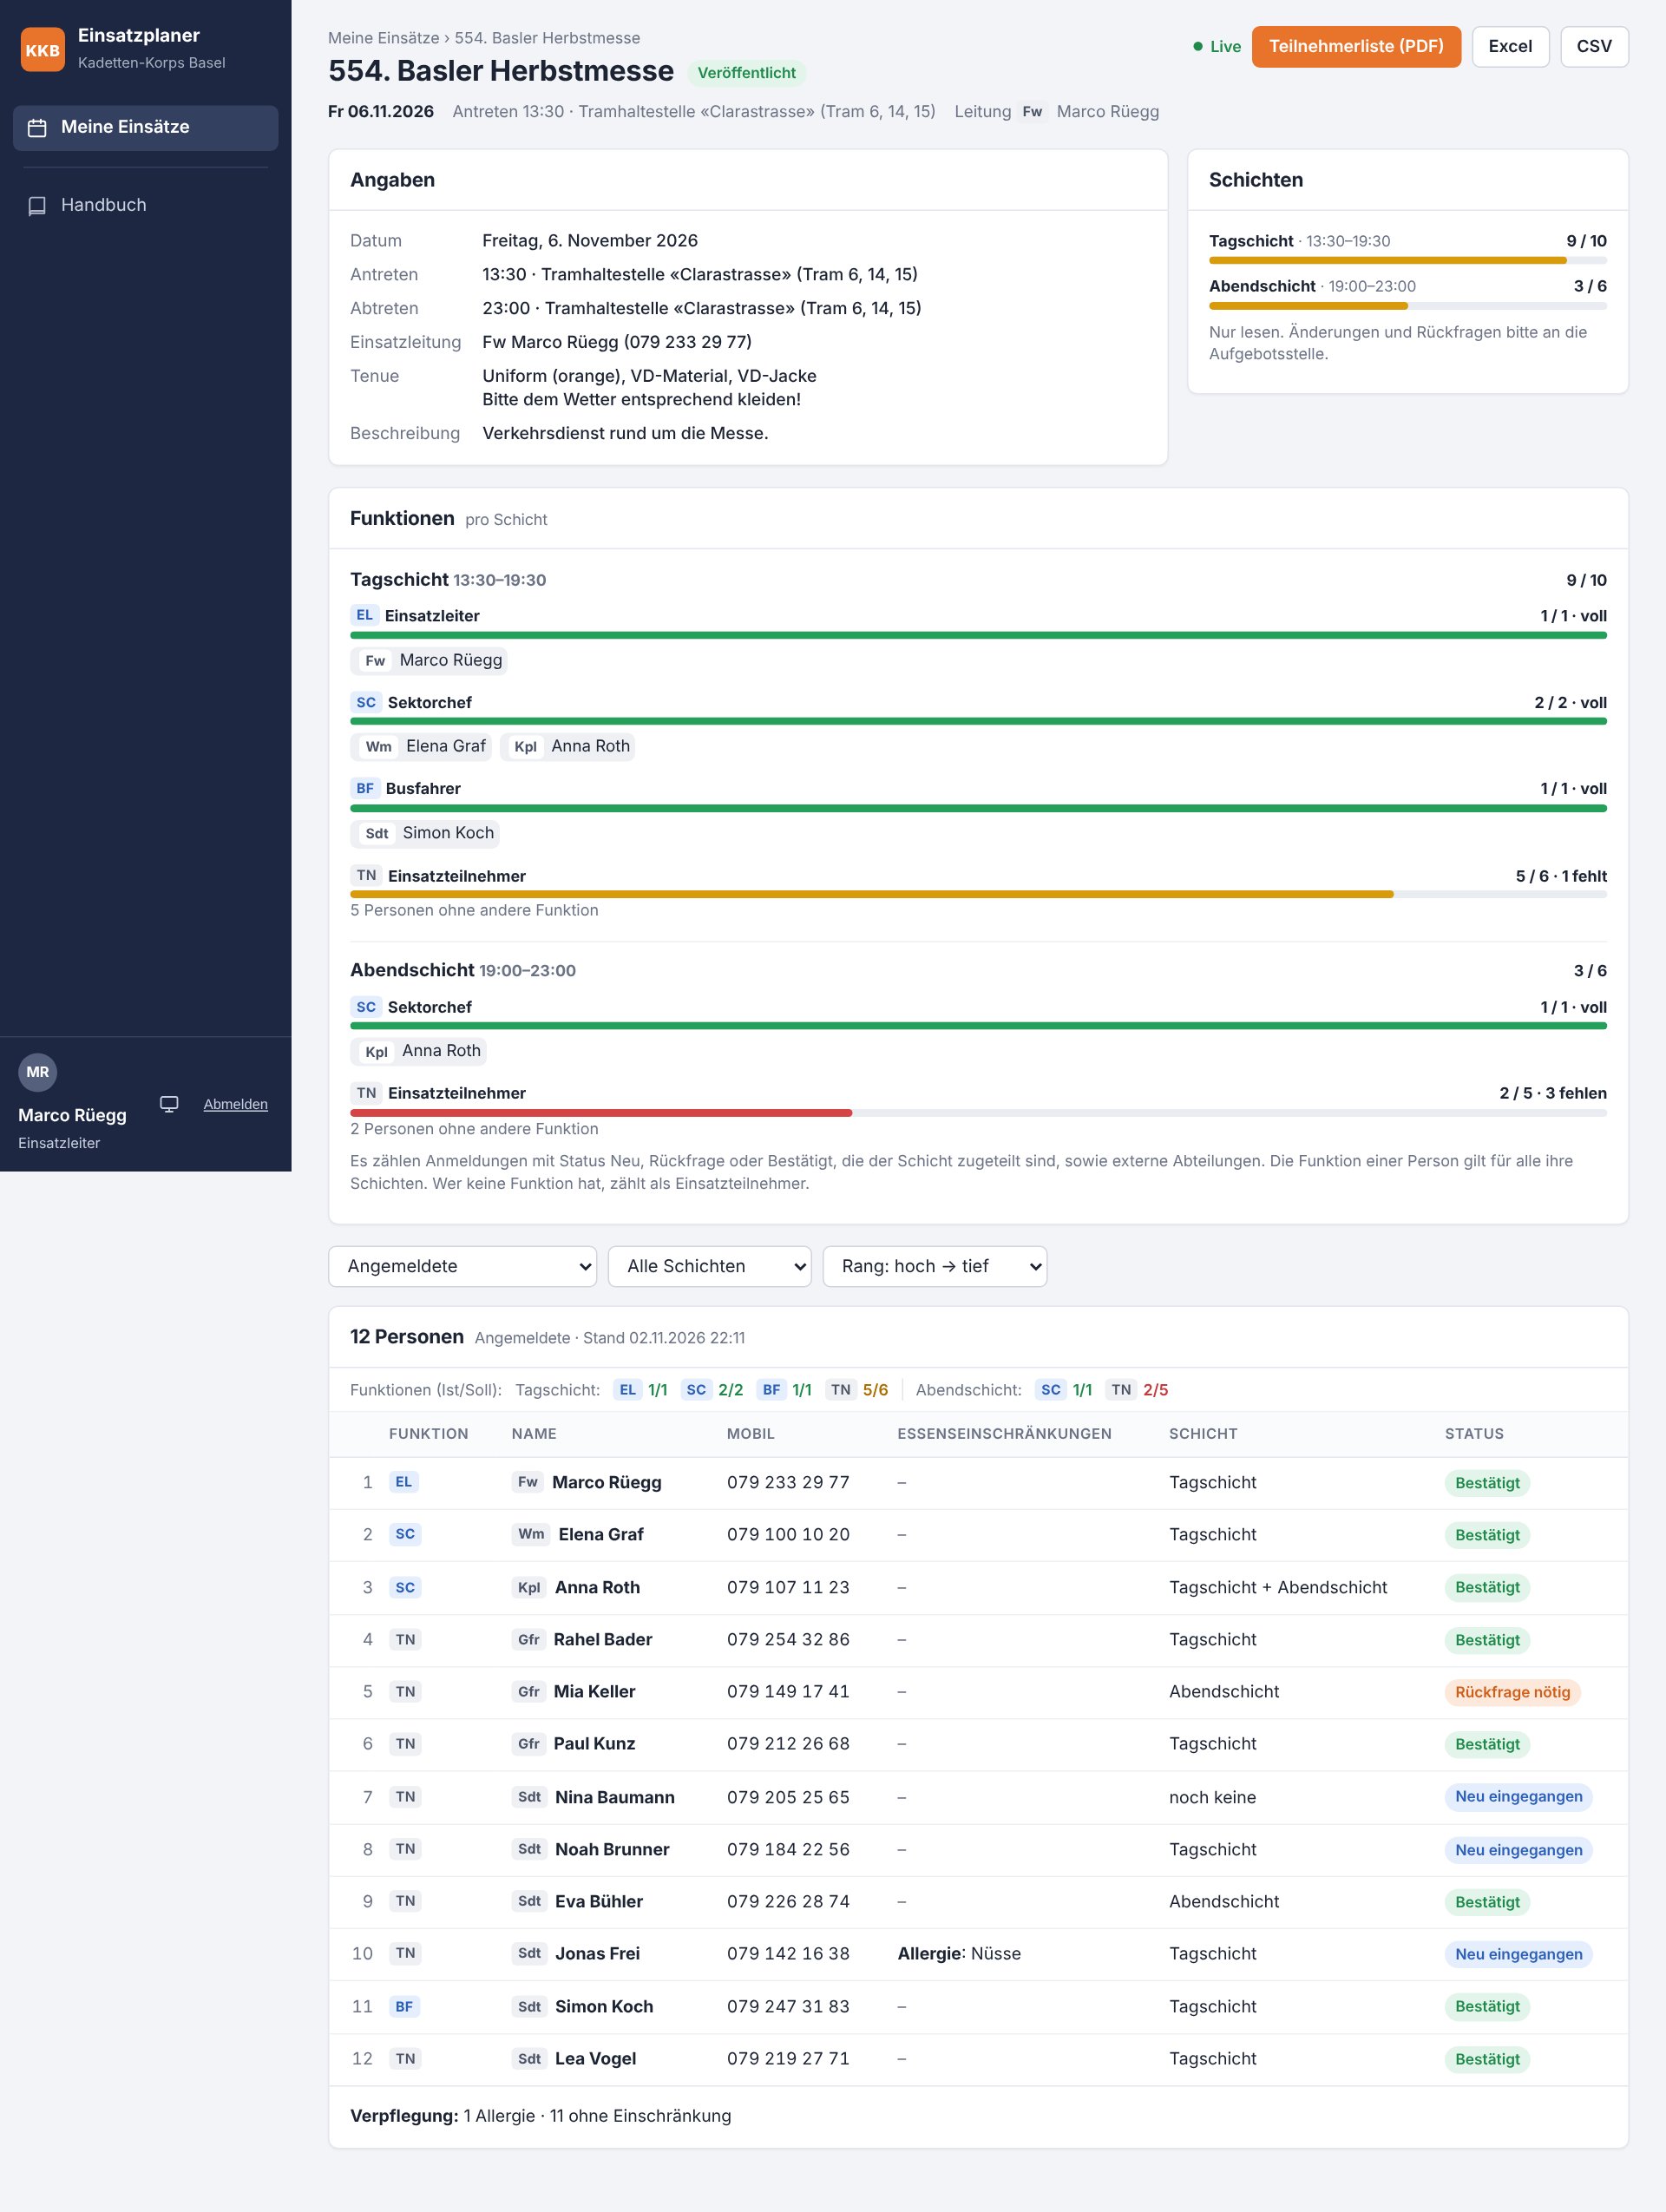 KKB
Einsatzplaner
Kadetten-Korps Basel
Meine Einsätze
Handbuch
MR
Marco Rüegg
Einsatzleiter
Abmelden
Meine Einsätze › 554. Basler Herbstmesse
554. Basler Herbstmesse Veröffentlicht
Live Teilnehmerliste (PDF) Excel CSV
Fr 06.11.2026 Antreten 13:30 · Tramhaltestelle «Clarastrasse» (Tram 6, 14, 15) Leitung Fw Marco Rüegg
Angaben
Datum Freitag, 6. November 2026
Antreten 13:30 · Tramhaltestelle «Clarastrasse» (Tram 6, 14, 15)
Abtreten 23:00 · Tramhaltestelle «Clarastrasse» (Tram 6, 14, 15)
Einsatzleitung Fw Marco Rüegg (079 233 29 77)
Tenue Uniform (orange), VD-Material, VD-Jacke
Bitte dem Wetter entsprechend kleiden!
Beschreibung Verkehrsdienst rund um die Messe.
Schichten
Tagschicht · 13:30–19:30 9 / 10
Abendschicht · 19:00–23:00 3 / 6
Nur lesen. Änderungen und Rückfragen bitte an die
Aufgebotsstelle.
Funktionen pro Schicht
Tagschicht 13:30–19:30 9 / 10
EL Einsatzleiter 1 / 1 · voll
Fw Marco Rüegg
SC Sektorchef 2 / 2 · voll
Wm Elena Graf Kpl Anna Roth
BF Busfahrer 1 / 1 · voll
Sdt Simon Koch
TN Einsatzteilnehmer 5 / 6 · 1 fehlt
5 Personen ohne andere Funktion
Abendschicht 19:00–23:00 3 / 6
SC Sektorchef 1 / 1 · voll
Kpl Anna Roth
TN Einsatzteilnehmer 2 / 5 · 3 fehlen
2 Personen ohne andere Funktion
Es zählen Anmeldungen mit Status Neu, Rückfrage oder Bestätigt, die der Schicht zugeteilt sind, sowie externe Abteilungen. Die Funktion einer Person gilt für alle ihre
Schichten. Wer keine Funktion hat, zählt als Einsatzteilnehmer.
Angemeldete Alle Schichten Rang: hoch → tief
12 Personen Angemeldete · Stand 02.11.2026 22:11
Funktionen (Ist/Soll): Tagschicht: EL 1/1 SC 2/2 BF 1/1 TN 5/6 Abendschicht: SC 1/1 TN 2/5
FUNKTION NAME MOBIL ESSENSEINSCHRÄNKUNGEN SCHICHT STATUS
1 EL Fw Marco Rüegg 079 233 29 77 – Tagschicht Bestätigt
2 SC Wm Elena Graf 079 100 10 20 – Tagschicht Bestätigt
3 SC Kpl Anna Roth 079 107 11 23 – Tagschicht + Abendschicht Bestätigt
4 TN Gfr Rahel Bader 079 254 32 86 – Tagschicht Bestätigt
5 TN Gfr Mia Keller 079 149 17 41 – Abendschicht Rückfrage nötig
6 TN Gfr Paul Kunz 079 212 26 68 – Tagschicht Bestätigt
7 TN Sdt Nina Baumann 079 205 25 65 – noch keine Neu eingegangen
8 TN Sdt Noah Brunner 079 184 22 56 – Tagschicht Neu eingegangen
9 TN Sdt Eva Bühler 079 226 28 74 – Abendschicht Bestätigt
10 TN Sdt Jonas Frei 079 142 16 38 Allergie: Nüsse Tagschicht Neu eingegangen
11 BF Sdt Simon Koch 079 247 31 83 – Tagschicht Bestätigt
12 TN Sdt Lea Vogel 079 219 27 71 – Tagschicht Bestätigt
Verpflegung: 1 Allergie · 11 ohne Einschränkung